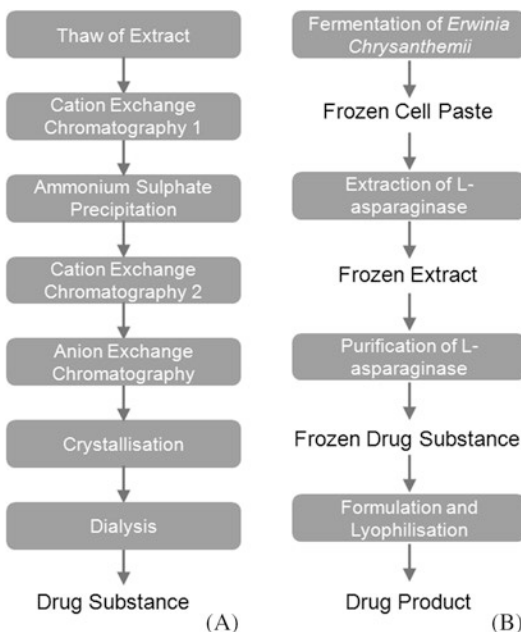 Thaw of Extract
Cation Exchange
Chromatography 1
Ammonium Sulphate
Precipitation
Cation Exchange
Chromatography 2
Anion Exchange
Chromatography
Crystallisation
Dialysis
Drug Substance
(A)
Fermentation of Erwinia
Chrysanthemii
Frozen Cell Paste
Extraction of L-
asparaginase
Frozen Extract
Purification of L-
asparaginase
Frozen Drug Substance
Formulation and
Lyophilisation
Drug Product
(B)